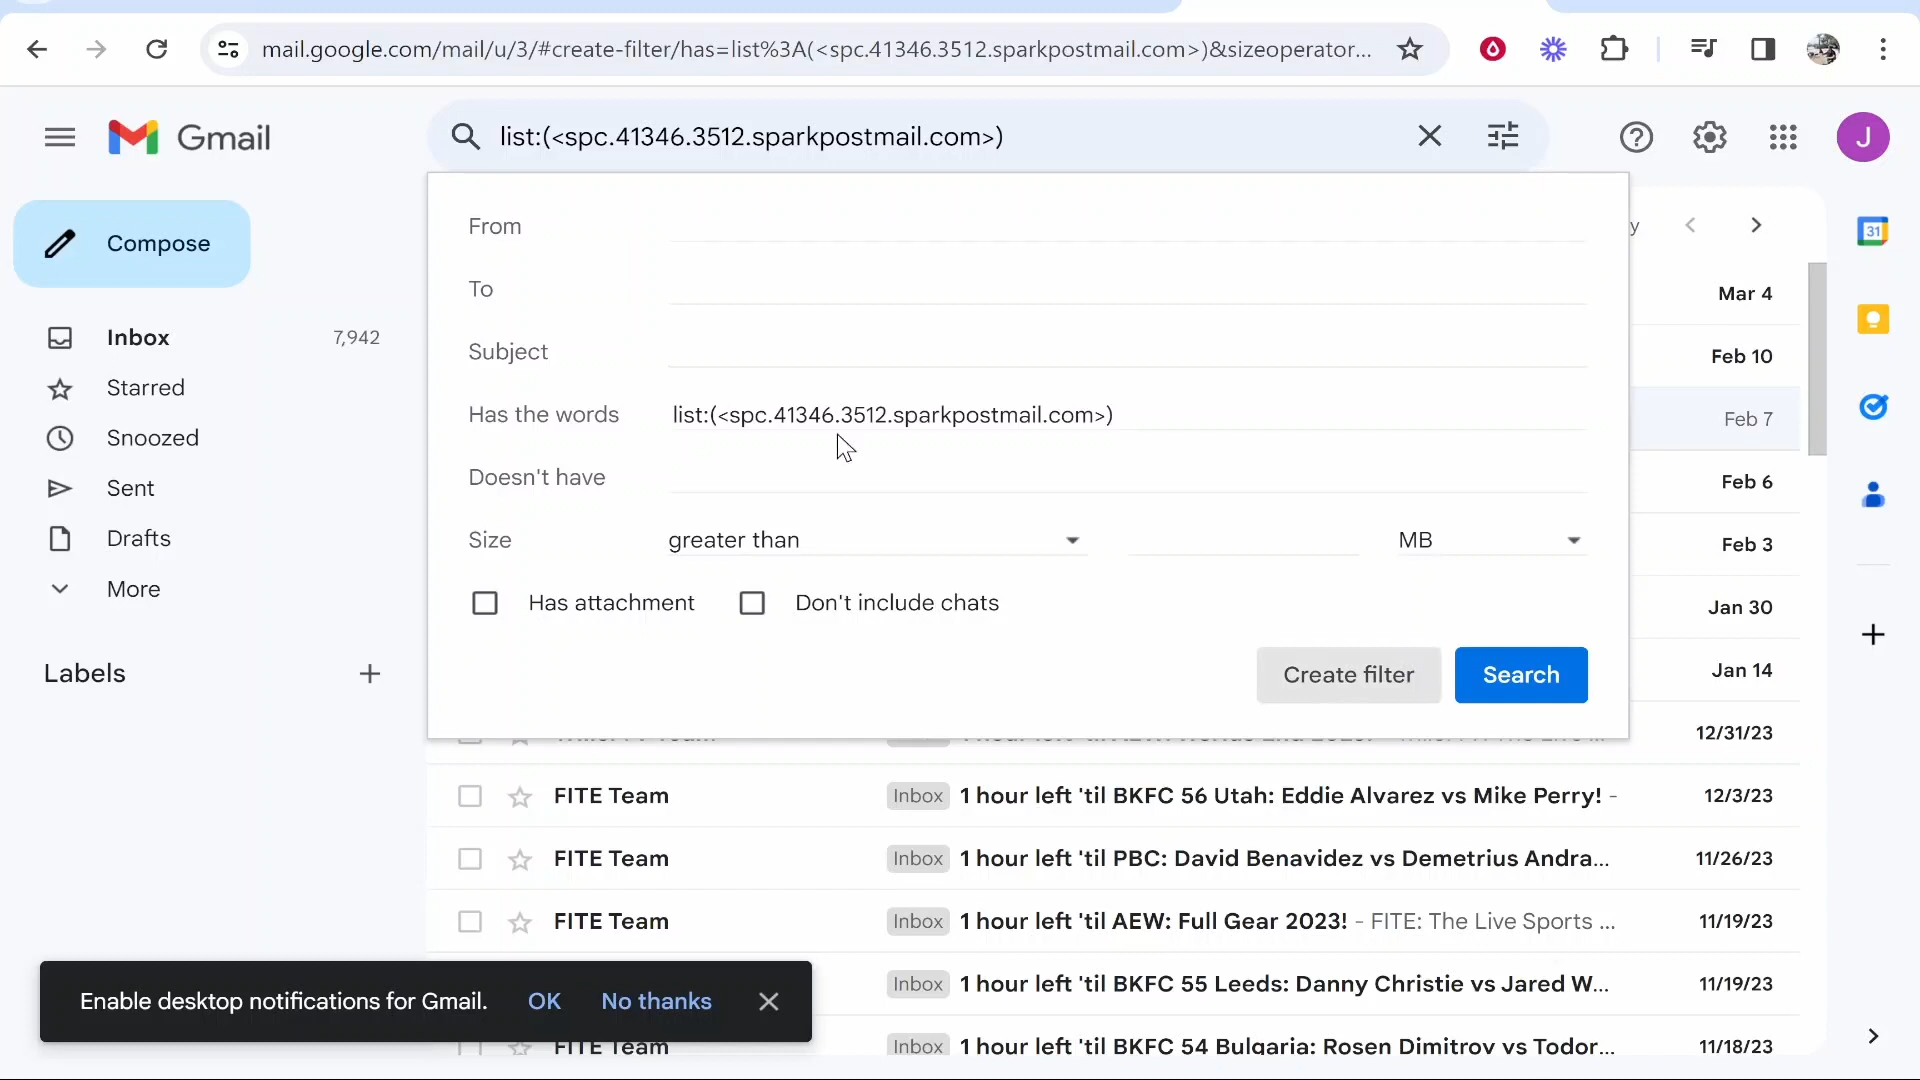 mail.google.com/mail/u/3/#create-filter/has=list%3A(<spc.41346.3512.sparkpostmail.com>)&sizeoperator...
Gmail
list:(<spc.41346.3512.sparkpostmail.com>)
J
Compose
Inbox 7,942
Starred
Snoozed
Sent
Drafts
More
Labels
From
To
Subject
Has the words list:(<spc.41346.3512.sparkpostmail.com>)
Doesn't have
Size greater than MB
Has attachment Don't include chats
Create filter Search
y
31
Mar 4
Feb 10
Feb 7
Feb 6
Feb 3
Jan 30
Jan 14
12/31/23
FITE Team Inbox 1 hour left 'til BKFC 56 Utah: Eddie Alvarez vs Mike Perry! - 12/3/23
FITE Team Inbox 1 hour left 'til PBC: David Benavidez vs Demetrius Andra... 11/26/23
FITE Team Inbox 1 hour left 'til AEW: Full Gear 2023! - FITE: The Live Sports ... 11/19/23
Inbox 1 hour left 'til BKFC 55 Leeds: Danny Christie vs Jared W... 11/19/23
FITE Team Inbox 1 hour left 'til BKFC 54 Bulgaria: Rosen Dimitrov vs Todor... 11/18/23
Enable desktop notifications for Gmail. OK No thanks